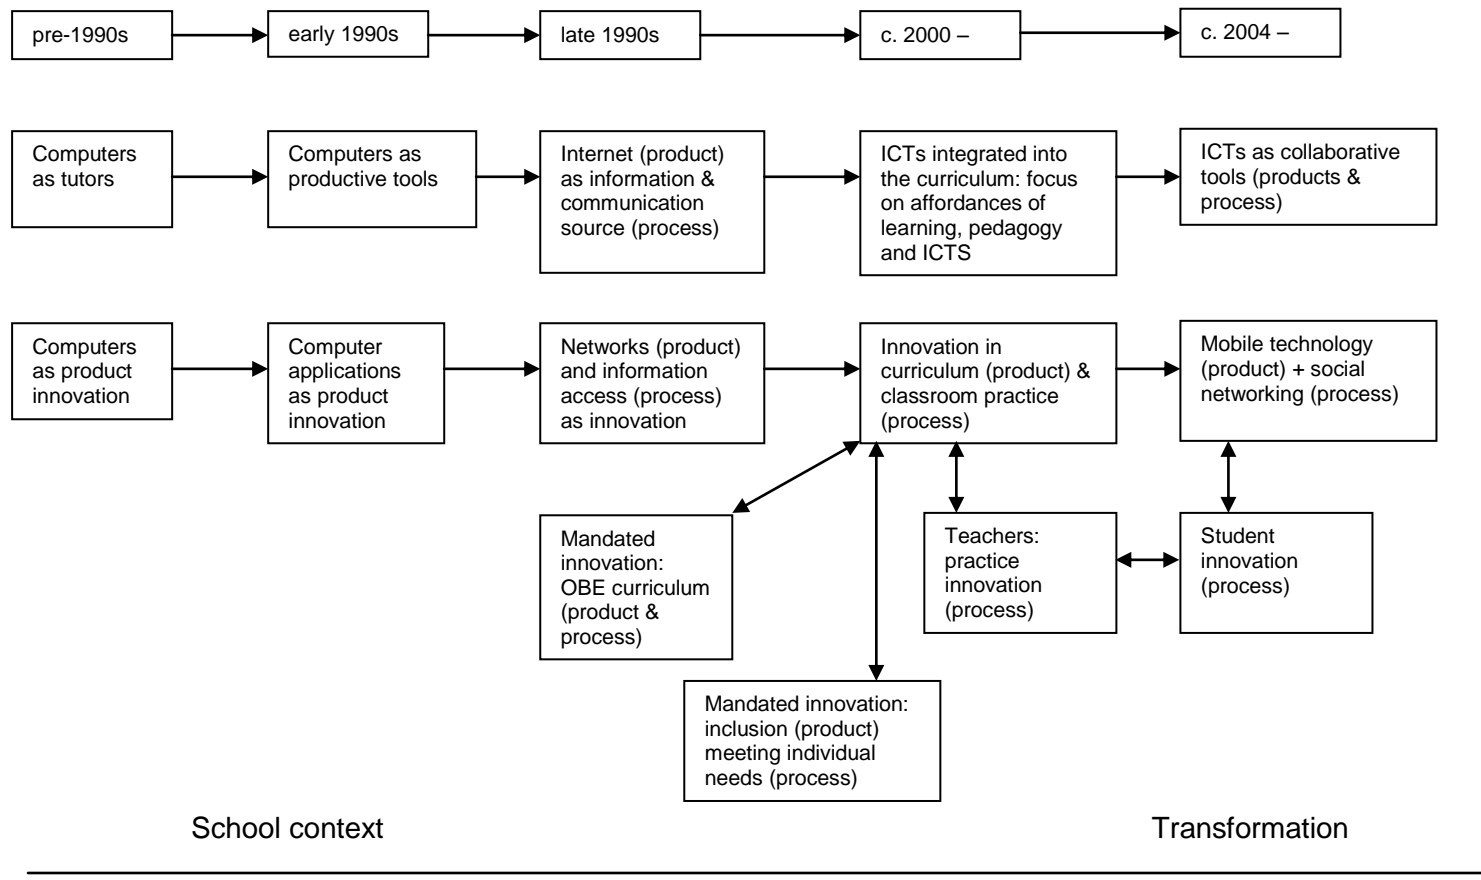 pre-1990s
early 1990s
late 1990s
c. 2000 –
c. 2004 –
Computers
as tutors
Computers as
productive tools
Internet (product)
as information &
communication
source (process)
ICTs integrated into
the curriculum: focus
on affordances of
learning, pedagogy
and ICTS
ICTs as collaborative
tools (products &
process)
Computers
as product
innovation
Computer
applications
as product
innovation
Networks (product)
and information
access (process)
as innovation
Innovation in
curriculum (product) &
classroom practice
(process)
Mobile technology
(product) + social
networking (process)
Mandated
innovation:
OBE curriculum
(product &
process)
Teachers:
practice
innovation
(process)
Student
innovation
(process)
Mandated innovation:
inclusion (product)
meeting individual
needs (process)
School context
Transformation